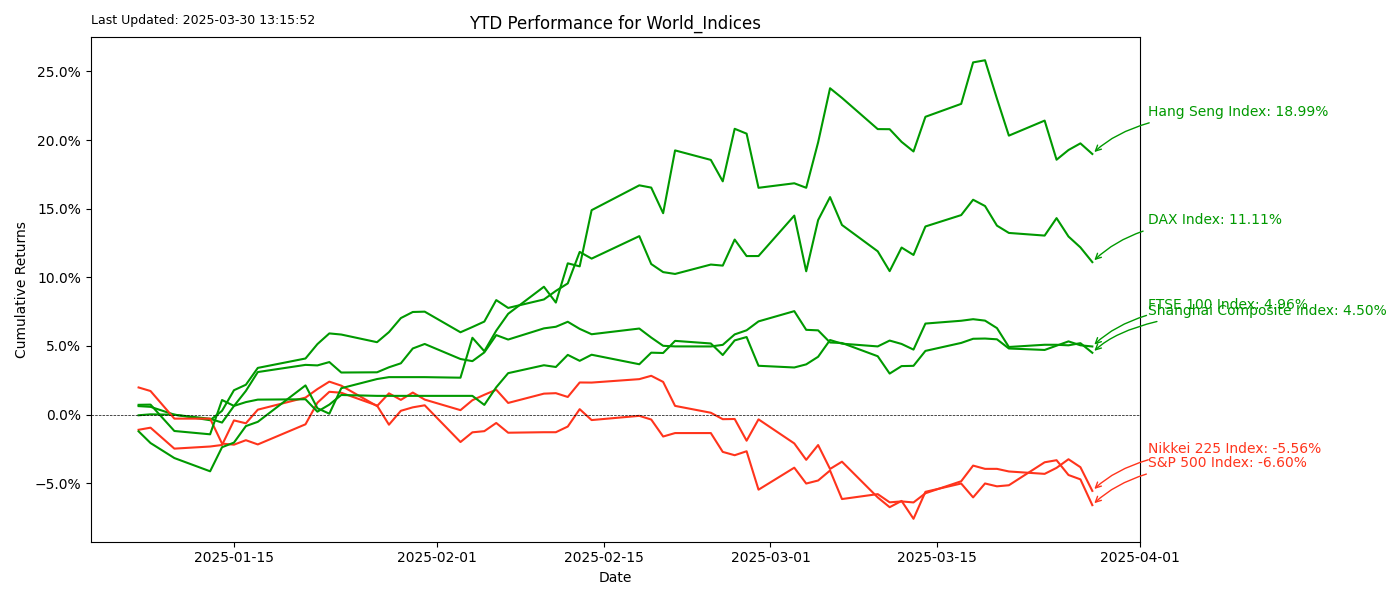 Last Updated: 2025-03-30 13:15:52
YTD Performance for World_Indices
Cumulative Returns
25.0%
20.0%
15.0%
10.0%
5.0%
0.0%
−5.0%
Hang Seng Index: 18.99%
DAX Index: 11.11%
FTSE 100 Index: 4.96%
Shanghai Composite Index: 4.50%
Nikkei 225 Index: -5.56%
S&P 500 Index: -6.60%
2025-01-15
2025-02-01
2025-02-15
2025-03-01
2025-03-15
2025-04-01
Date